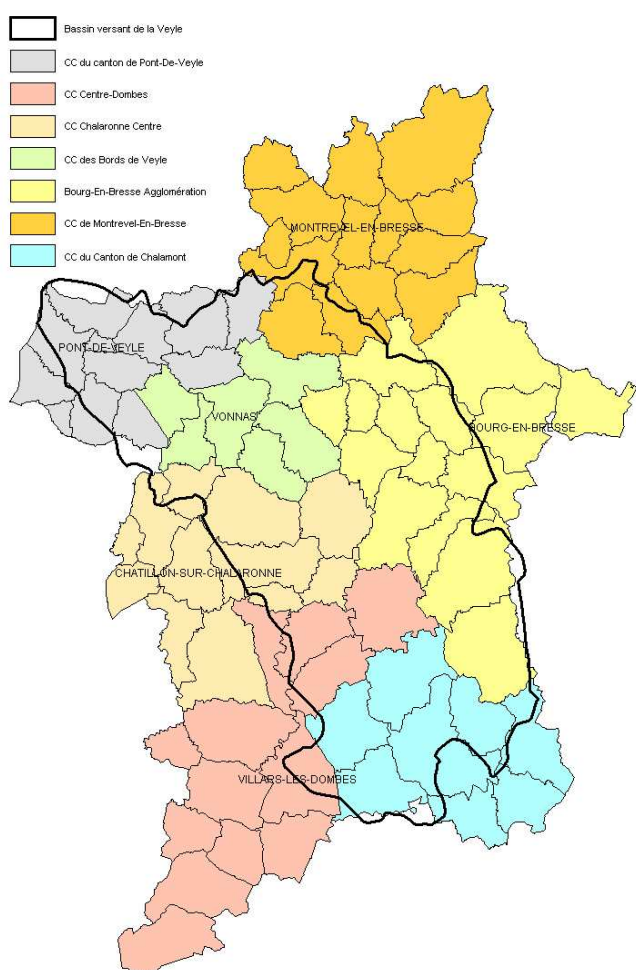 Bassin versant de la Veyle
CC du canton de Pont-De-Veyle
CC Centre-Dombes
CC Chalaronne Centre
CC des Bords de Veyle
Bourg-En-Bresse Agglomération
CC de Montrevel-En-Bresse
CC du Canton de Chalamont
MONTREVEL-EN-BRESSE
PONT-DE-VEYLE
VONNAS
BOURG-EN-BRESSE
CHATILLON-SUR-CHALARONNE
VILLARS-LES-DOMBES